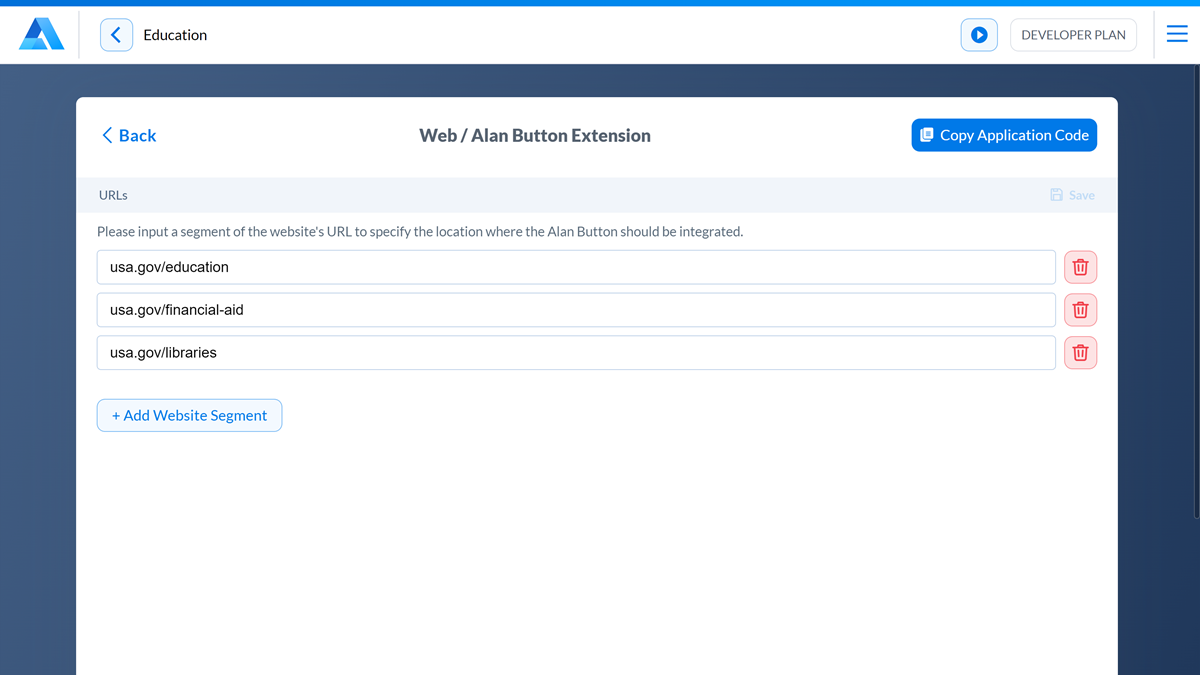 Education
DEVELOPER PLAN
Back
Web / Alan Button Extension
Copy Application Code
URLs
Save
Please input a segment of the website's URL to specify the location where the Alan Button should be integrated.
usa.gov/education
usa.gov/financial-aid
usa.gov/libraries
+ Add Website Segment